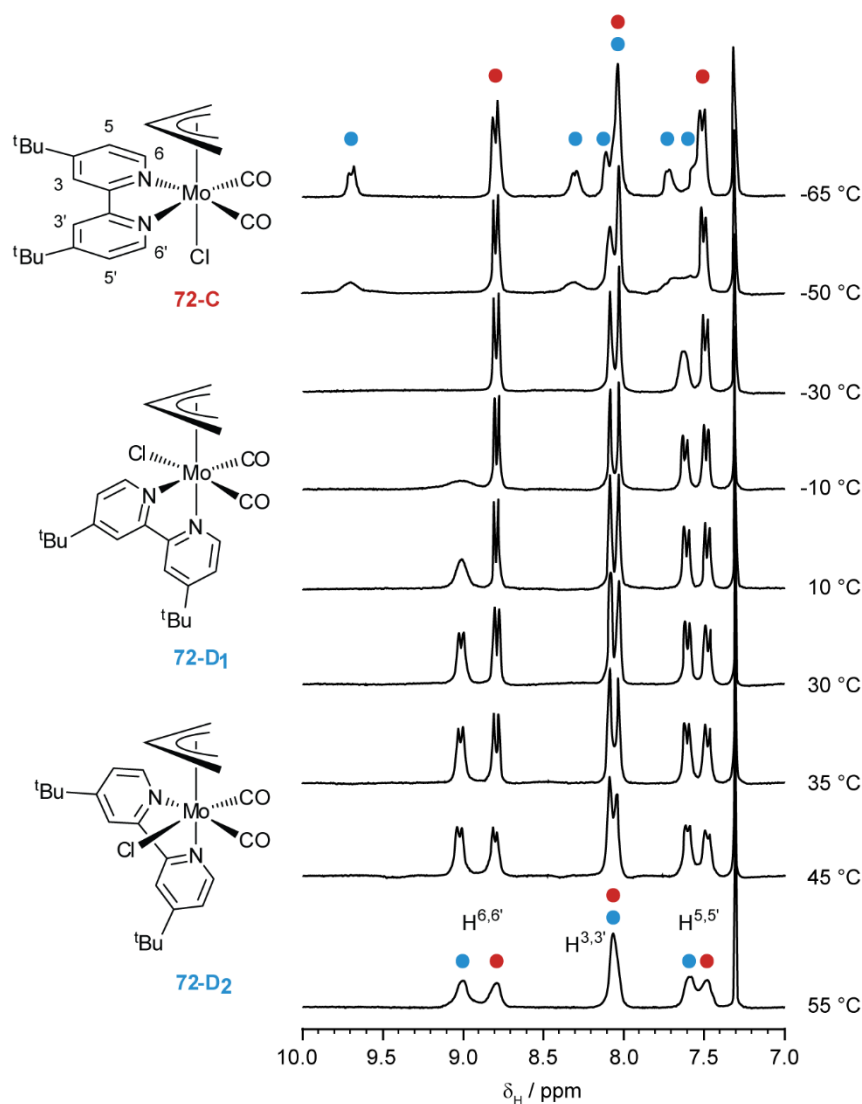 5
6
ᵗBu
3
N
Mo
CO
CO
3'
N
ᵗBu
6'
Cl
5'
72-C
Cl
Mo
CO
CO
N
N
ᵗBu
ᵗBu
72-D₁
ᵗBu
N
Mo
CO
CO
Cl
N
ᵗBu
72-D₂
-65 °C
-50 °C
-30 °C
-10 °C
10 °C
30 °C
35 °C
45 °C
H⁶,⁶'
H³,³'
H⁵,⁵'
55 °C
10.0 9.5 9.0 8.5 8.0 7.5 7.0
δH / ppm